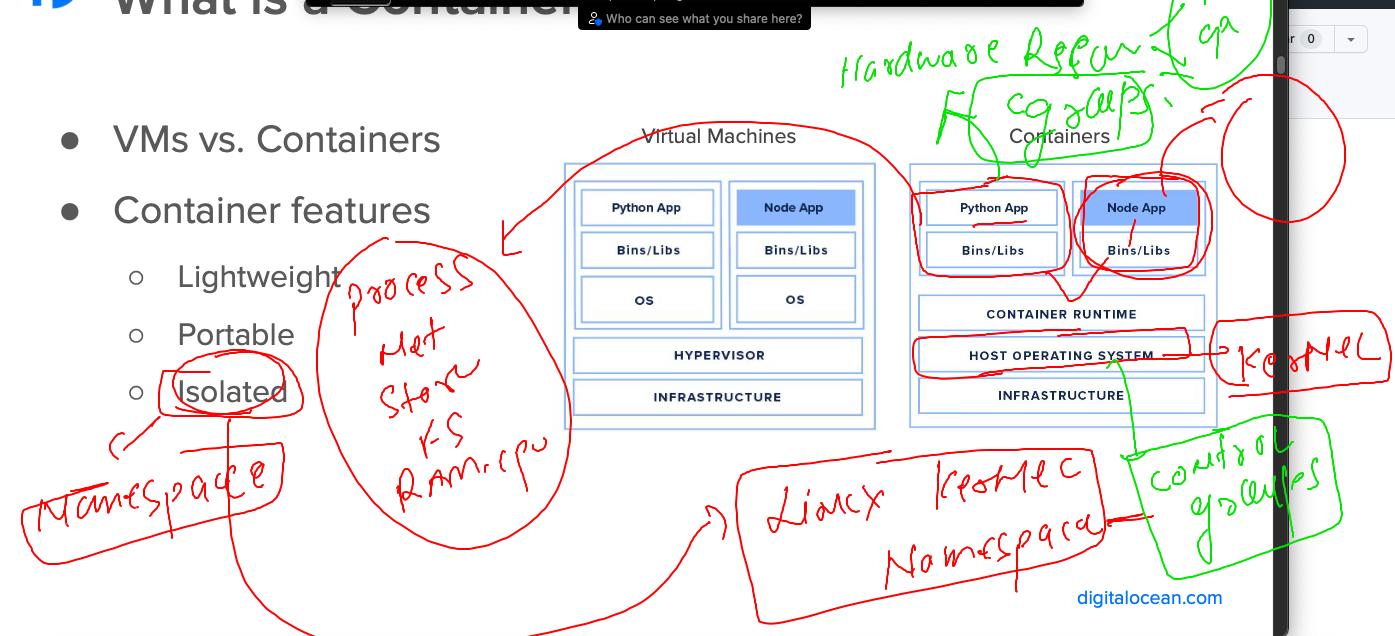 What is a Container
Who can see what you share here?
0
Hardware
cgroups
Virtual Machines
Containers
VMs vs. Containers
Container features
Lightweight
Portable
Isolated
Python App
Node App
Bins/Libs
Bins/Libs
OS
OS
HYPERVISOR
INFRASTRUCTURE
Python App
Node App
Bins/Libs
Bins/Libs
CONTAINER RUNTIME
HOST OPERATING SYSTEM
INFRASTRUCTURE
KerNeL
process
Net
Store
FS
RAM. cpu
Namespace
Linux Kernel
Namespace
control
groups
digitalocean.com